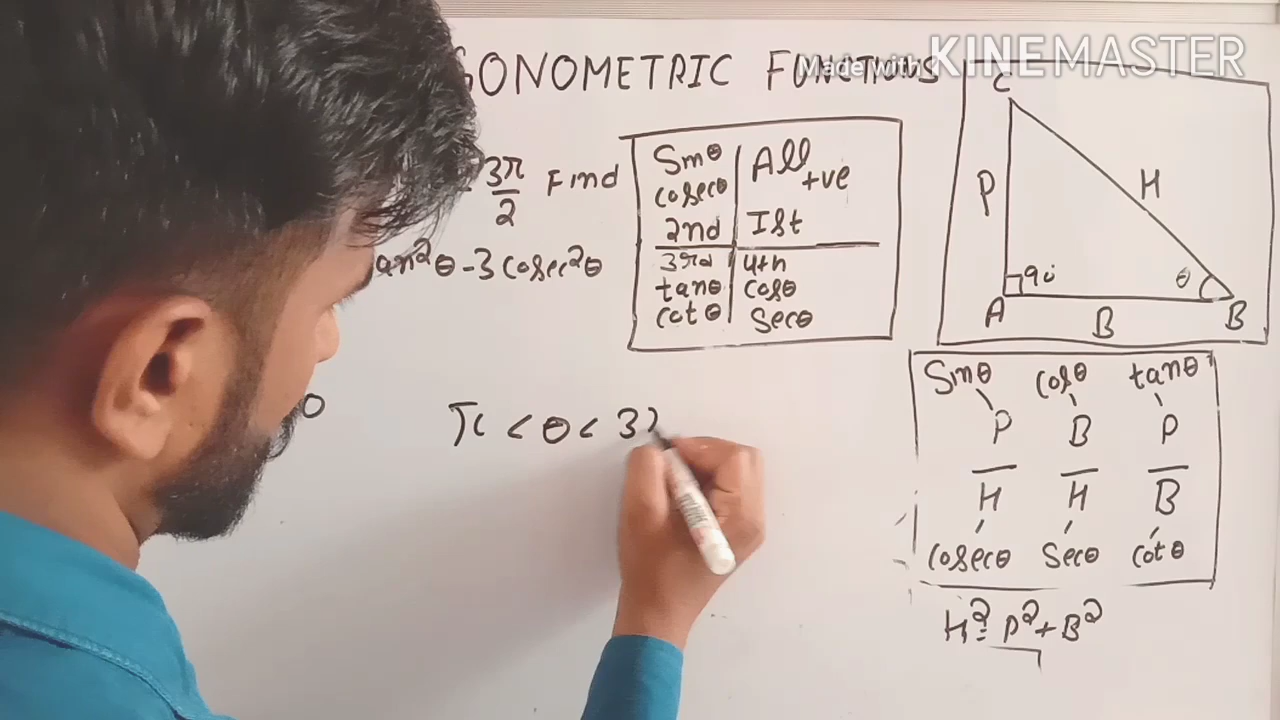 GONOMETRIC FUNCTIONS
Made with KINEMASTER
3π/2 Find
an²θ - 3 cosec²θ
Sinθ
cosecθ
2nd
All
+ve
Ist
3rd
tanθ
cotθ
4th
cosθ
Secθ
C
P
H
90°
θ
A
B
B
π < θ < 3
Sinθ cosθ tanθ
P B P
H H B
cosecθ Secθ cotθ
H² = P² + B²